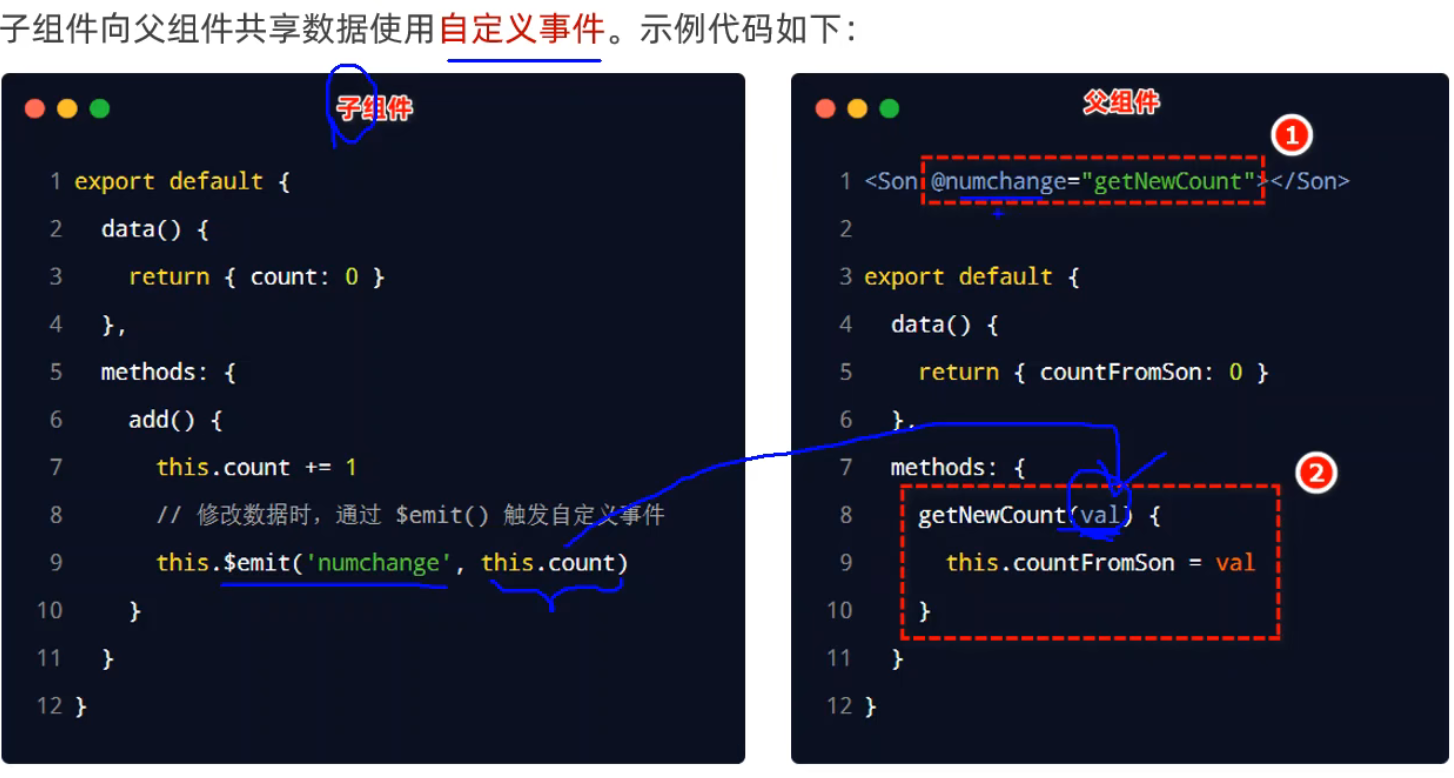 子组件向父组件共享数据使用自定义事件。示例代码如下：
子组件
1 export default {
2   data() {
3     return { count: 0 }
4   },
5   methods: {
6     add() {
7       this.count += 1
8       // 修改数据时，通过 $emit() 触发自定义事件
9       this.$emit('numchange', this.count)
10     }
11   }
12 }
父组件
1
1 <Son @numchange="getNewCount"></Son>
2
3 export default {
4   data() {
5     return { countFromSon: 0 }
6   },
7   methods: {
2
8     getNewCount(val) {
9       this.countFromSon = val
10     }
11   }
12 }